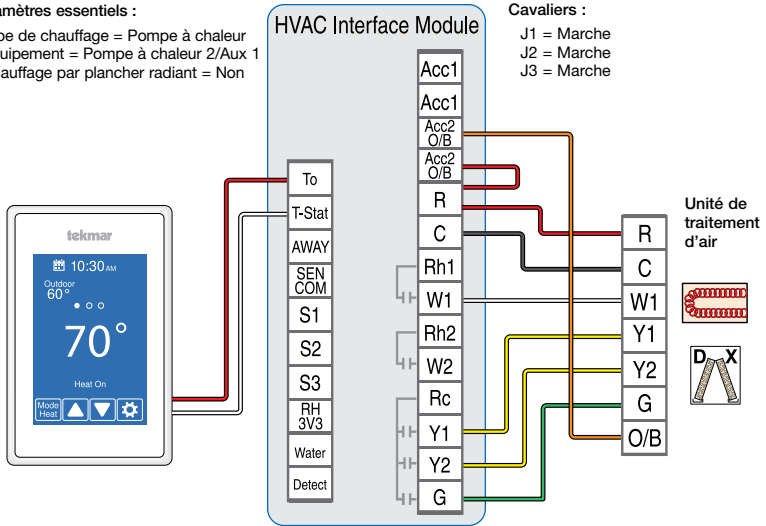 amètres essentiels :
pe de chauffage = Pompe à chaleur
uipement = Pompe à chaleur 2/Aux 1
auffage par plancher radiant = Non
HVAC Interface Module
Cavaliers :
J1 = Marche
J2 = Marche
J3 = Marche
Acc1
Acc1
Acc2
O/B
Acc2
O/B
R
C
Rh1
W1
Rh2
W2
Rc
Y1
Y2
G
To
T-Stat
AWAY
SEN
COM
S1
S2
S3
RH
3V3
Water
Detect
tekmar
10:30 AM
Outdoor
60°
70°
Heat On
Mode
Heat
Unité de
traitement
d'air
R
C
W1
Y1
Y2
G
O/B
D X